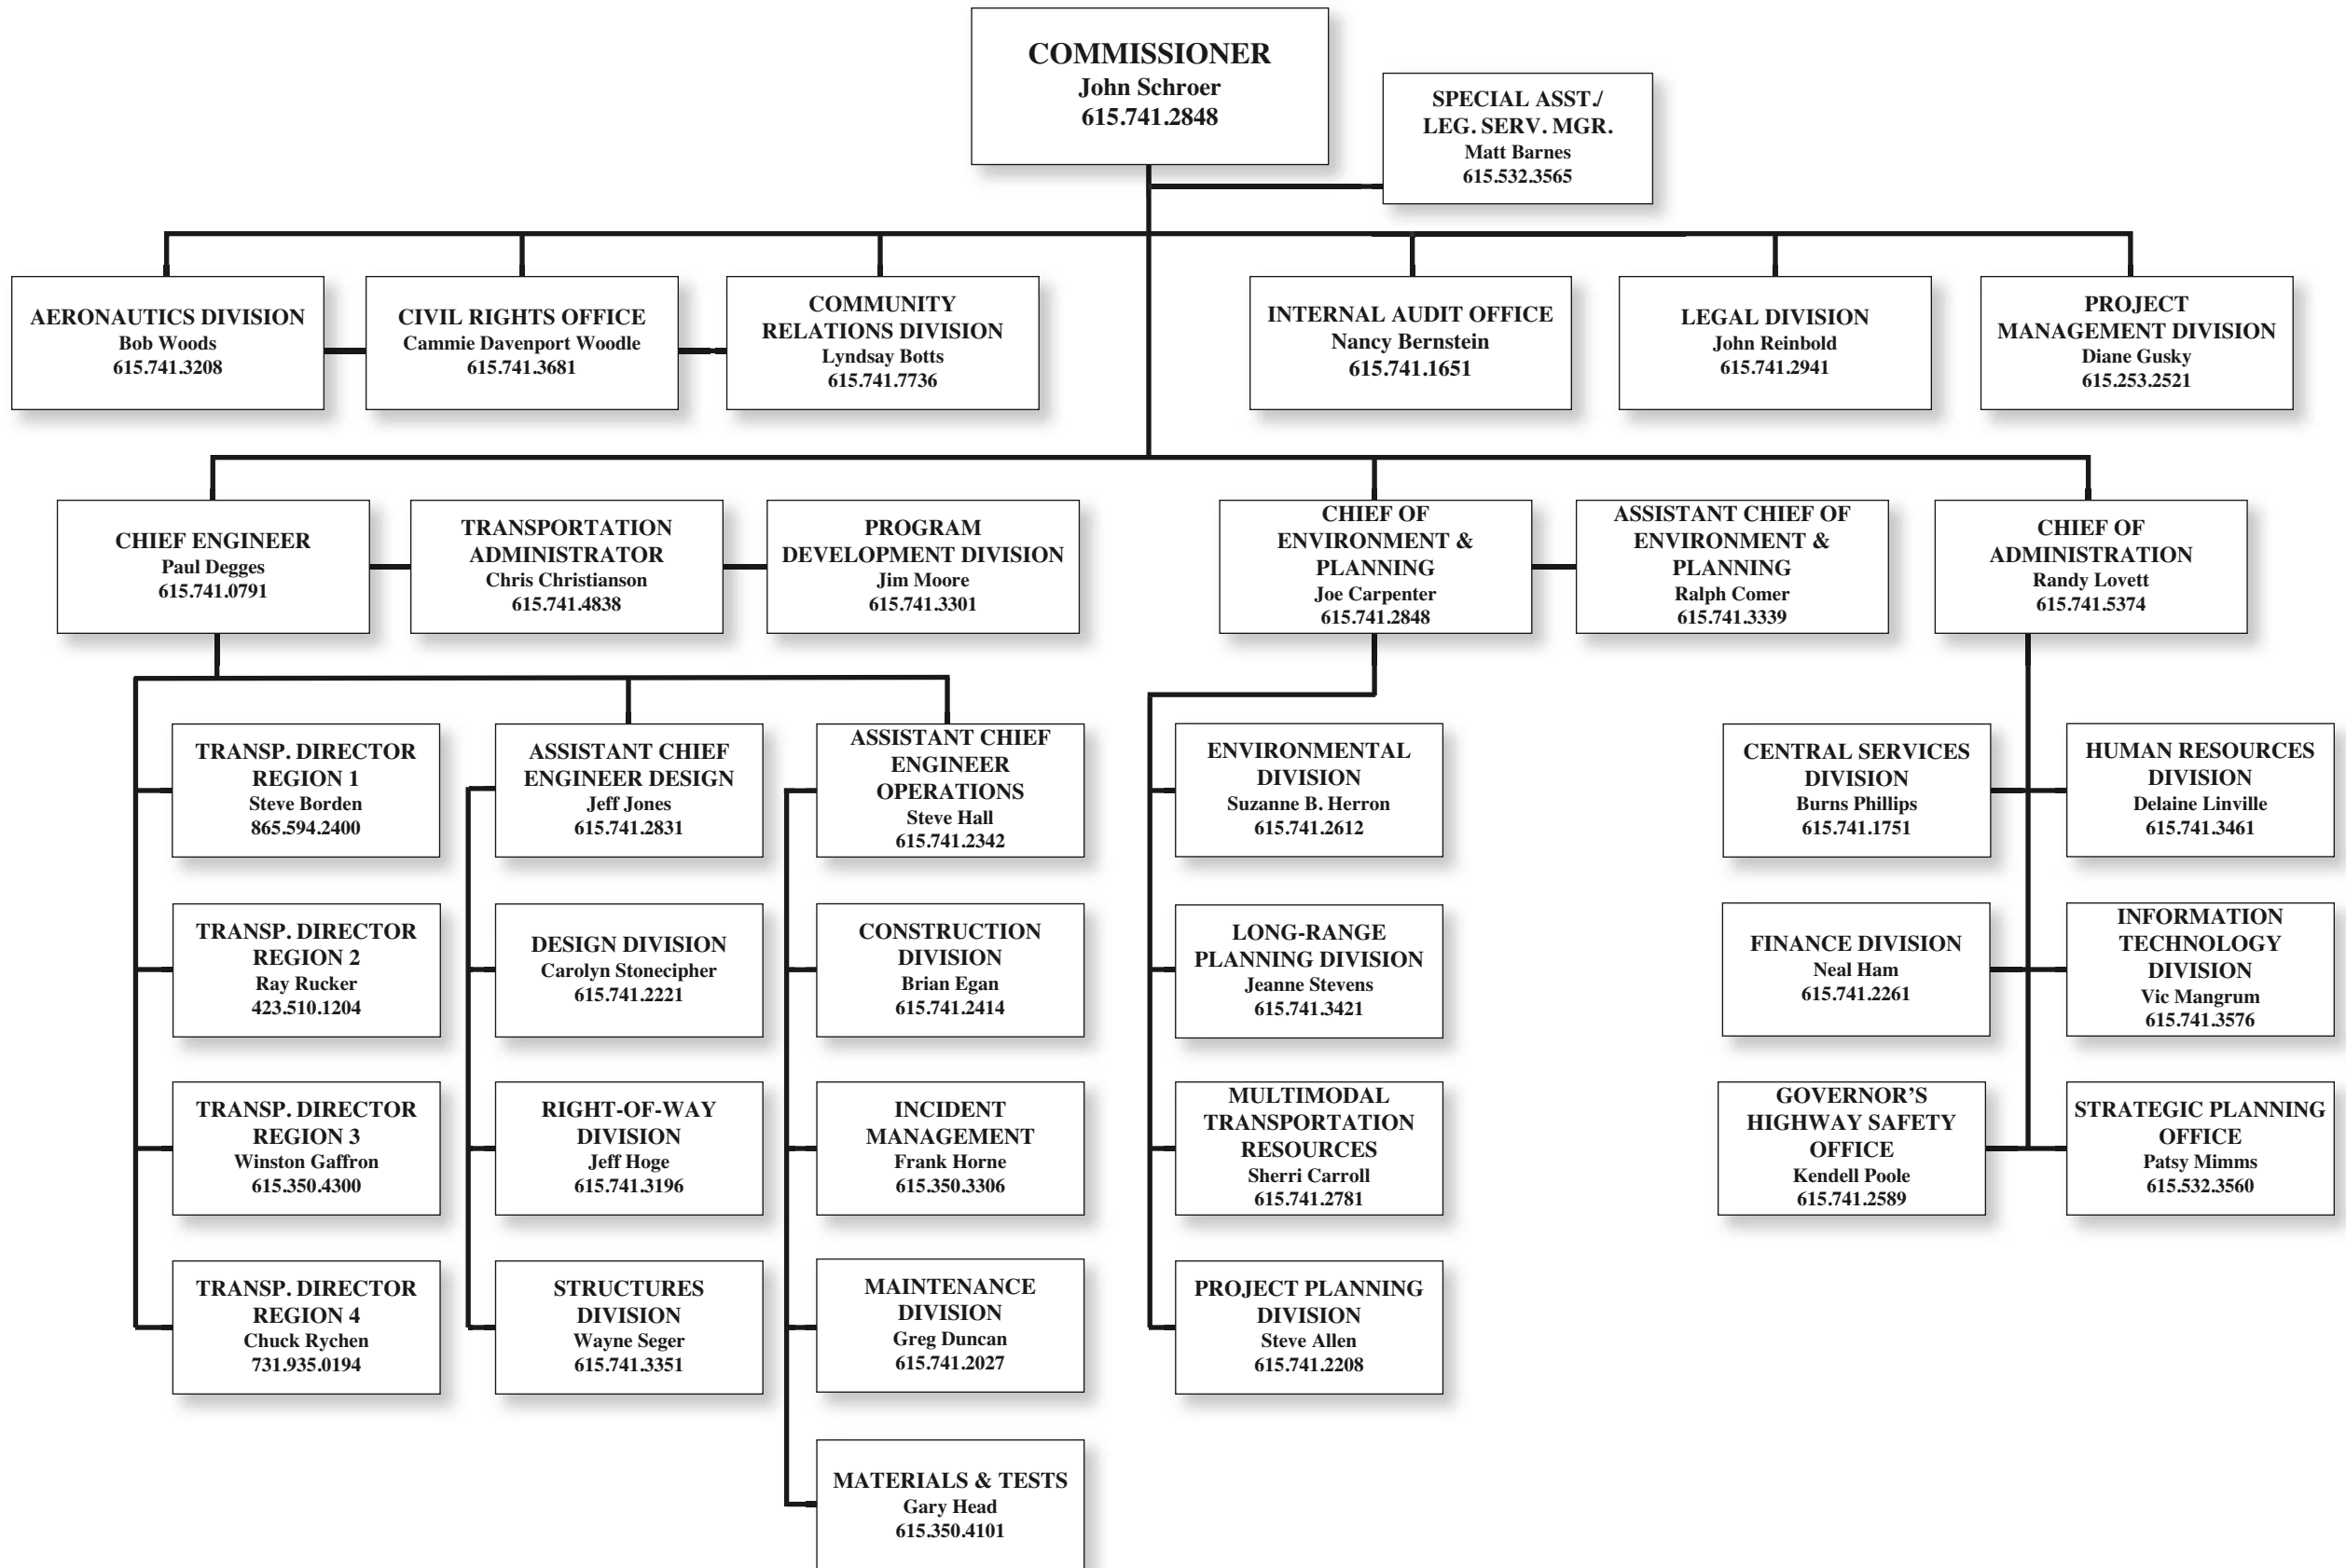 COMMISSIONER
John Schroer
615.741.2848
SPECIAL ASST./
LEG. SERV. MGR.
Matt Barnes
615.532.3565
AERONAUTICS DIVISION
Bob Woods
615.741.3208
CIVIL RIGHTS OFFICE
Cammie Davenport Woodle
615.741.3681
COMMUNITY
RELATIONS DIVISION
Lyndsay Botts
615.741.7736
INTERNAL AUDIT OFFICE
Nancy Bernstein
615.741.1651
LEGAL DIVISION
John Reinbold
615.741.2941
PROJECT
MANAGEMENT DIVISION
Diane Gusky
615.253.2521
CHIEF ENGINEER
Paul Degges
615.741.0791
TRANSPORTATION
ADMINISTRATOR
Chris Christianson
615.741.4838
PROGRAM
DEVELOPMENT DIVISION
Jim Moore
615.741.3301
CHIEF OF
ENVIRONMENT &
PLANNING
Joe Carpenter
615.741.2848
ASSISTANT CHIEF OF
ENVIRONMENT &
PLANNING
Ralph Comer
615.741.3339
CHIEF OF
ADMINISTRATION
Randy Lovett
615.741.5374
TRANSP. DIRECTOR
REGION 1
Steve Borden
865.594.2400
ASSISTANT CHIEF
ENGINEER DESIGN
Jeff Jones
615.741.2831
ASSISTANT CHIEF
ENGINEER
OPERATIONS
Steve Hall
615.741.2342
ENVIRONMENTAL
DIVISION
Suzanne B. Herron
615.741.2612
CENTRAL SERVICES
DIVISION
Burns Phillips
615.741.1751
HUMAN RESOURCES
DIVISION
Delaine Linville
615.741.3461
TRANSP. DIRECTOR
REGION 2
Ray Rucker
423.510.1204
DESIGN DIVISION
Carolyn Stonecipher
615.741.2221
CONSTRUCTION
DIVISION
Brian Egan
615.741.2414
LONG-RANGE
PLANNING DIVISION
Jeanne Stevens
615.741.3421
FINANCE DIVISION
Neal Ham
615.741.2261
INFORMATION
TECHNOLOGY
DIVISION
Vic Mangrum
615.741.3576
TRANSP. DIRECTOR
REGION 3
Winston Gaffron
615.350.4300
RIGHT-OF-WAY
DIVISION
Jeff Hoge
615.741.3196
INCIDENT
MANAGEMENT
Frank Horne
615.350.3306
MULTIMODAL
TRANSPORTATION
RESOURCES
Sherri Carroll
615.741.2781
GOVERNOR'S
HIGHWAY SAFETY
OFFICE
Kendell Poole
615.741.2589
STRATEGIC PLANNING
OFFICE
Patsy Mimms
615.532.3560
TRANSP. DIRECTOR
REGION 4
Chuck Rychen
731.935.0194
STRUCTURES
DIVISION
Wayne Seger
615.741.3351
MAINTENANCE
DIVISION
Greg Duncan
615.741.2027
PROJECT PLANNING
DIVISION
Steve Allen
615.741.2208
MATERIALS & TESTS
Gary Head
615.350.4101